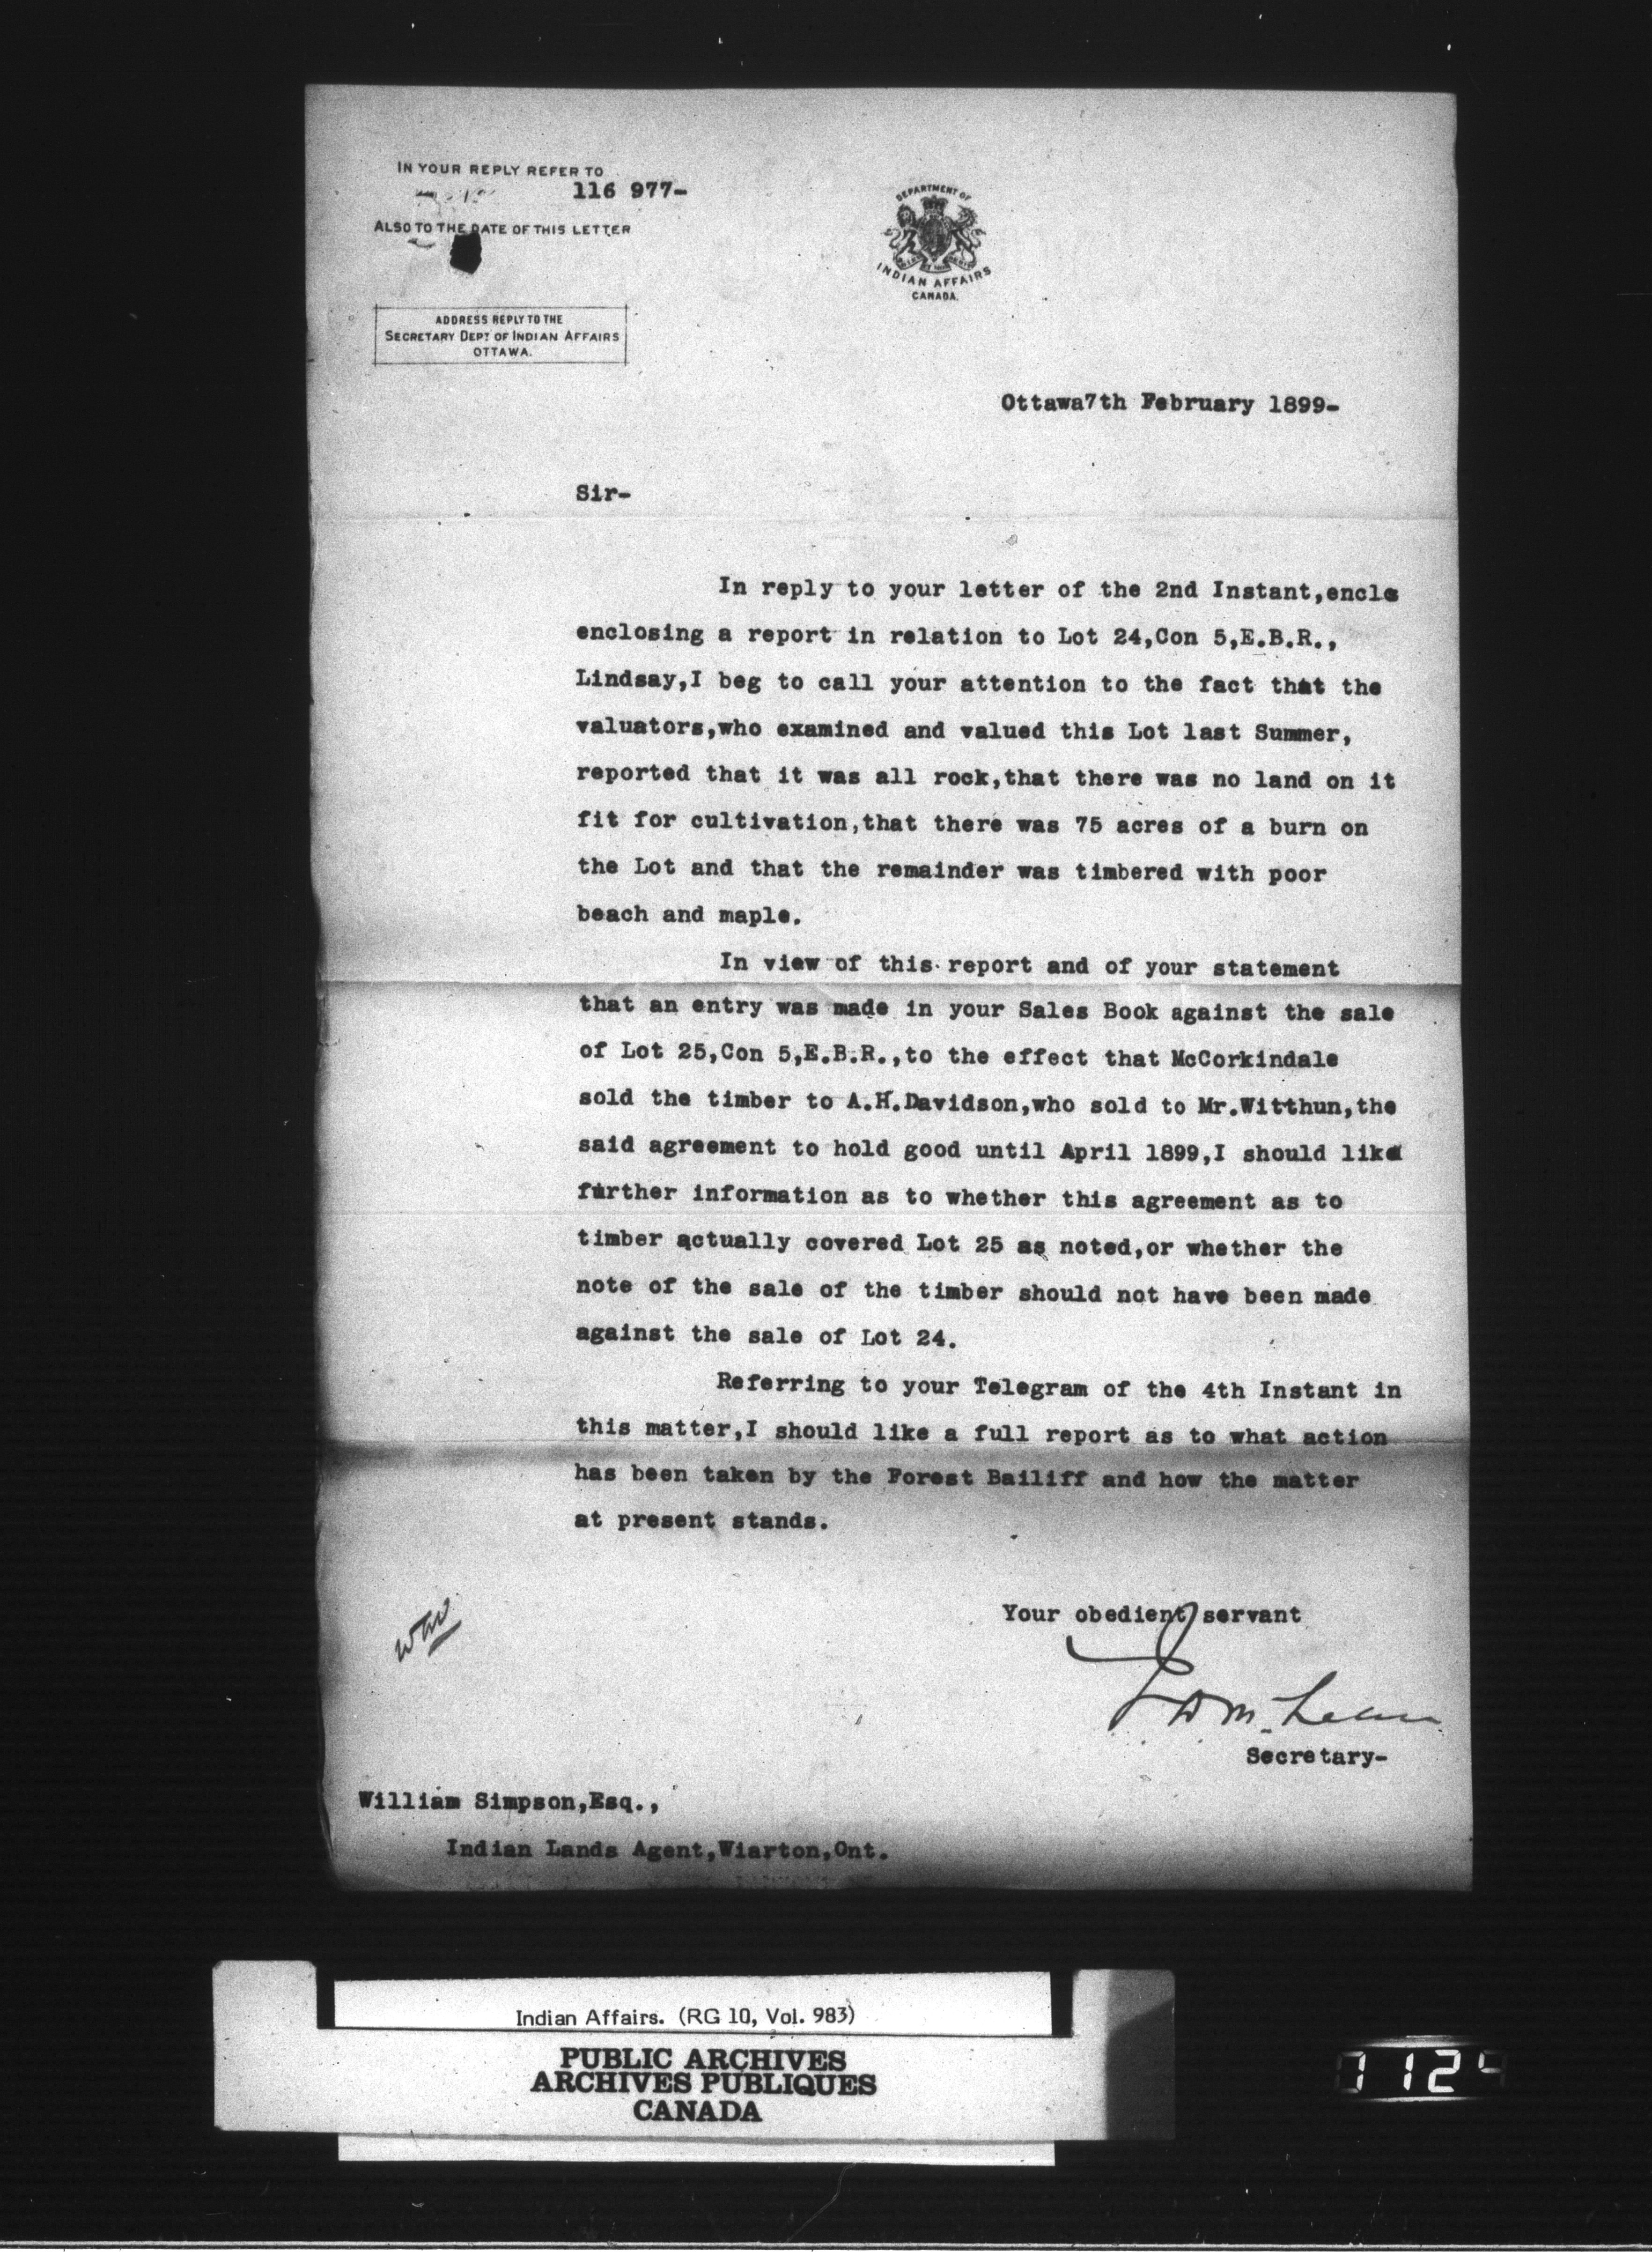 IN YOUR REPLY REFER TO
116 977-
ALSO TO THE DATE OF THIS LETTER
ADDRESS REPLY TO THE
SECRETARY DEPT OF INDIAN AFFAIRS
OTTAWA.
DEPARTMENT OF
INDIAN AFFAIRS
CANADA.
Ottawa7th February 1899-
Sir-
In reply to your letter of the 2nd Instant,enclo
enclosing a report in relation to Lot 24,Con 5,E.B.R.,
Lindsay,I beg to call your attention to the fact that the
valuators,who examined and valued this Lot last Summer,
reported that it was all rock,that there was no land on it
fit for cultivation,that there was 75 acres of a burn on
the Lot and that the remainder was timbered with poor
beach and maple.
In view of this report and of your statement
that an entry was made in your Sales Book against the sale
of Lot 25,Con 5,E.B.R.,to the effect that McCorkindale
sold the timber to A.H.Davidson,who sold to Mr.Witthun,the
said agreement to hold good until April 1899,I should like
further information as to whether this agreement as to
timber actually covered Lot 25 as noted,or whether the
note of the sale of the timber should not have been made
against the sale of Lot 24.
Referring to your Telegram of the 4th Instant in
this matter,I should like a full report as to what action
has been taken by the Forest Bailiff and how the matter
at present stands.
Your obedient servant
J D McLean
Secretary-
William Simpson,Esq.,
Indian Lands Agent,Wiarton,Ont.
Indian Affairs. (RG 10, Vol. 983)
PUBLIC ARCHIVES
ARCHIVES PUBLIQUES
CANADA